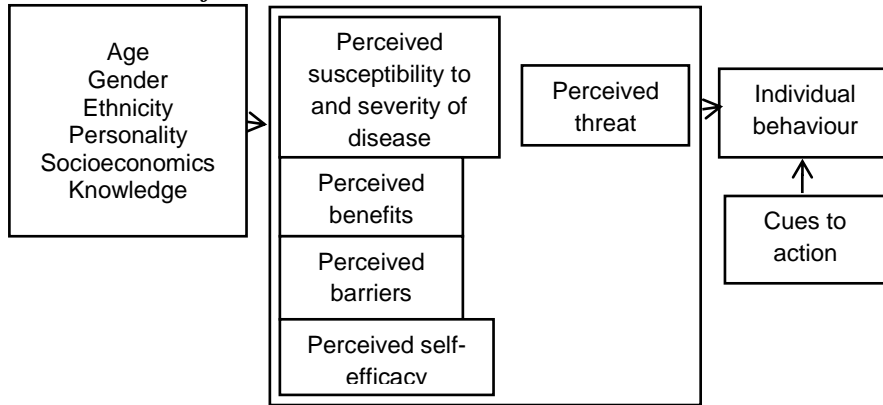 Age
Gender
Ethnicity
Personality
Socioeconomics
Knowledge
Perceived
susceptibility to
and severity of
disease
Perceived
benefits
Perceived
barriers
Perceived self-
efficacy
Perceived
threat
Individual
behaviour
Cues to
action